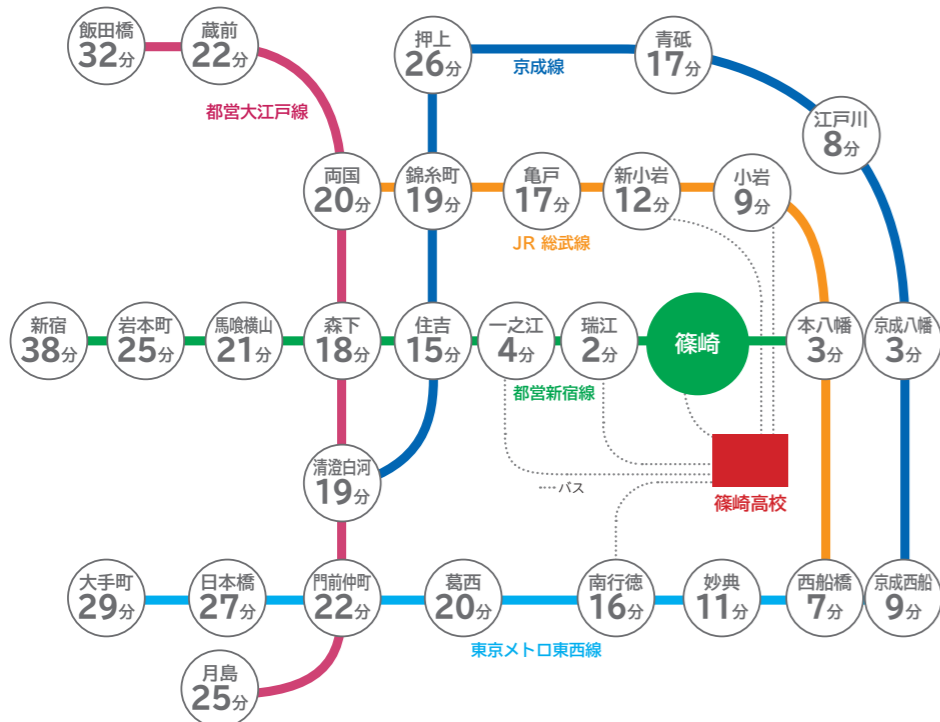 飯田橋
32分
蔵前
22分
押上
26分
青砥
17分
京成線
都営大江戸線
江戸川
8分
両国
20分
錦糸町
19分
亀戸
17分
新小岩
12分
小岩
9分
JR 総武線
新宿
38分
岩本町
25分
馬喰横山
21分
森下
18分
住吉
15分
一之江
4分
瑞江
2分
篠崎
本八幡
3分
京成八幡
3分
都営新宿線
清澄白河
19分
バス
篠崎高校
大手町
29分
日本橋
27分
門前仲町
22分
葛西
20分
南行徳
16分
妙典
11分
西船橋
7分
京成西船
9分
東京メトロ東西線
月島
25分